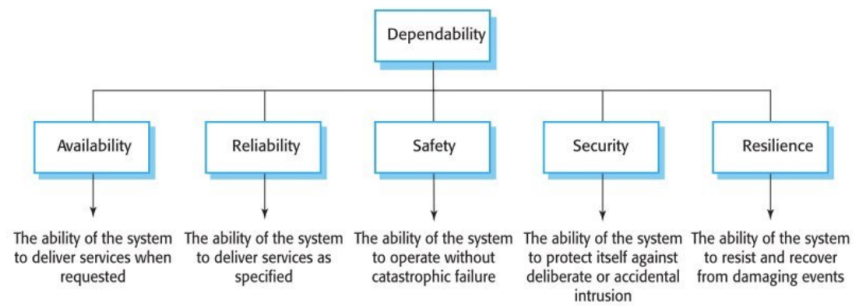 Dependability
Availability
Reliability
Safety
Security
Resilience
The ability of the system
to deliver services when
requested
The ability of the system
to deliver services as
specified
The ability of the system
to operate without
catastrophic failure
The ability of the system
to protect itself against
deliberate or accidental
intrusion
The ability of the system
to resist and recover
from damaging events